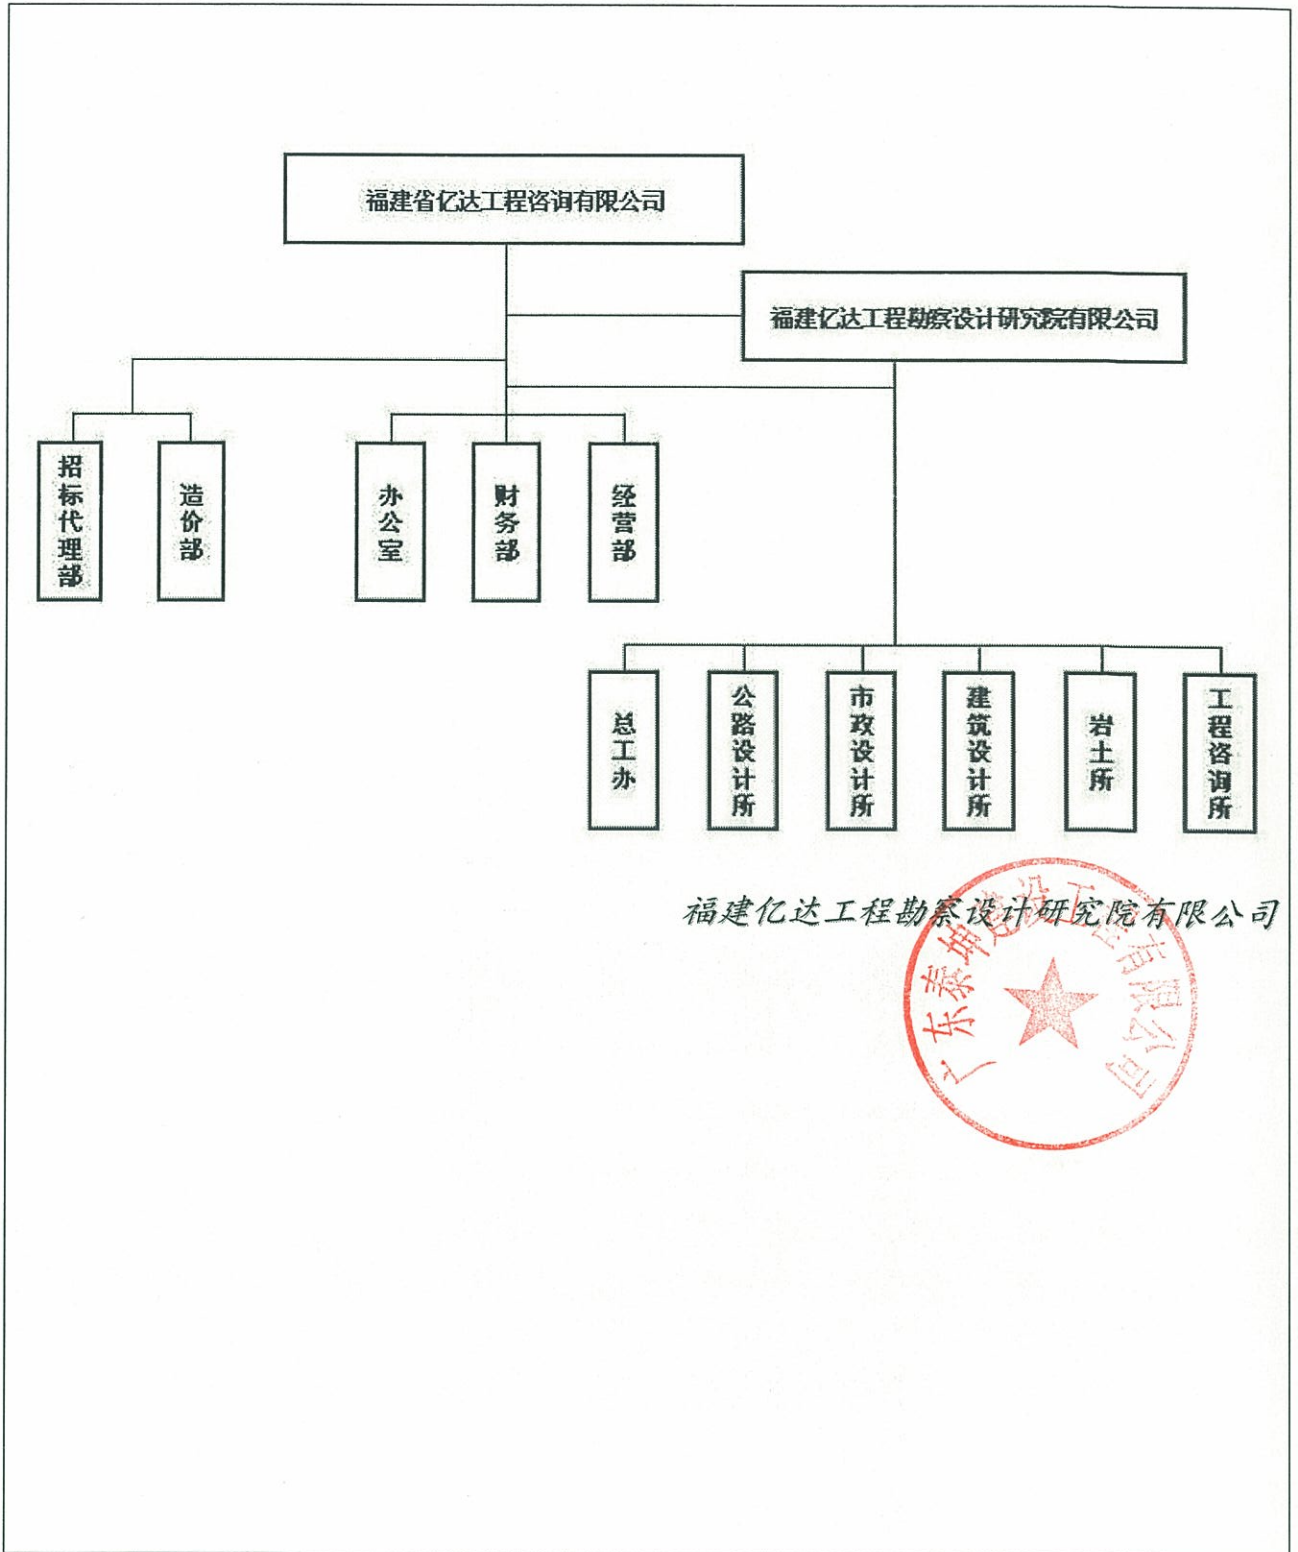 福建省亿达工程咨询有限公司
福建亿达工程勘察设计研究院有限公司
招标代理部
造价部
办公室
财务部
经营部
总工办
公路设计所
市政设计所
建筑设计所
岩土所
工程咨询所
福建亿达工程勘察设计研究院有限公司
广东泰坤建设工程有限公司